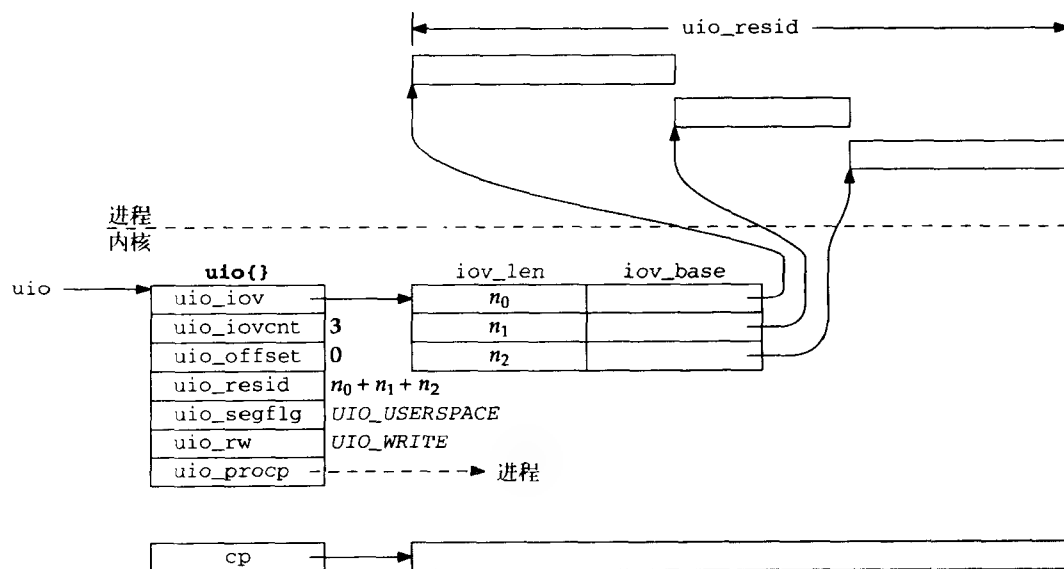 uio_resid
进程
内核
uio{} iov_len iov_base
uio
uio_iov n₀
uio_iovcnt 3 n₁
uio_offset 0 n₂
uio_resid n₀ + n₁ + n₂
uio_segflg UIO_USERSPACE
uio_rw UIO_WRITE
uio_procp 进程
cp